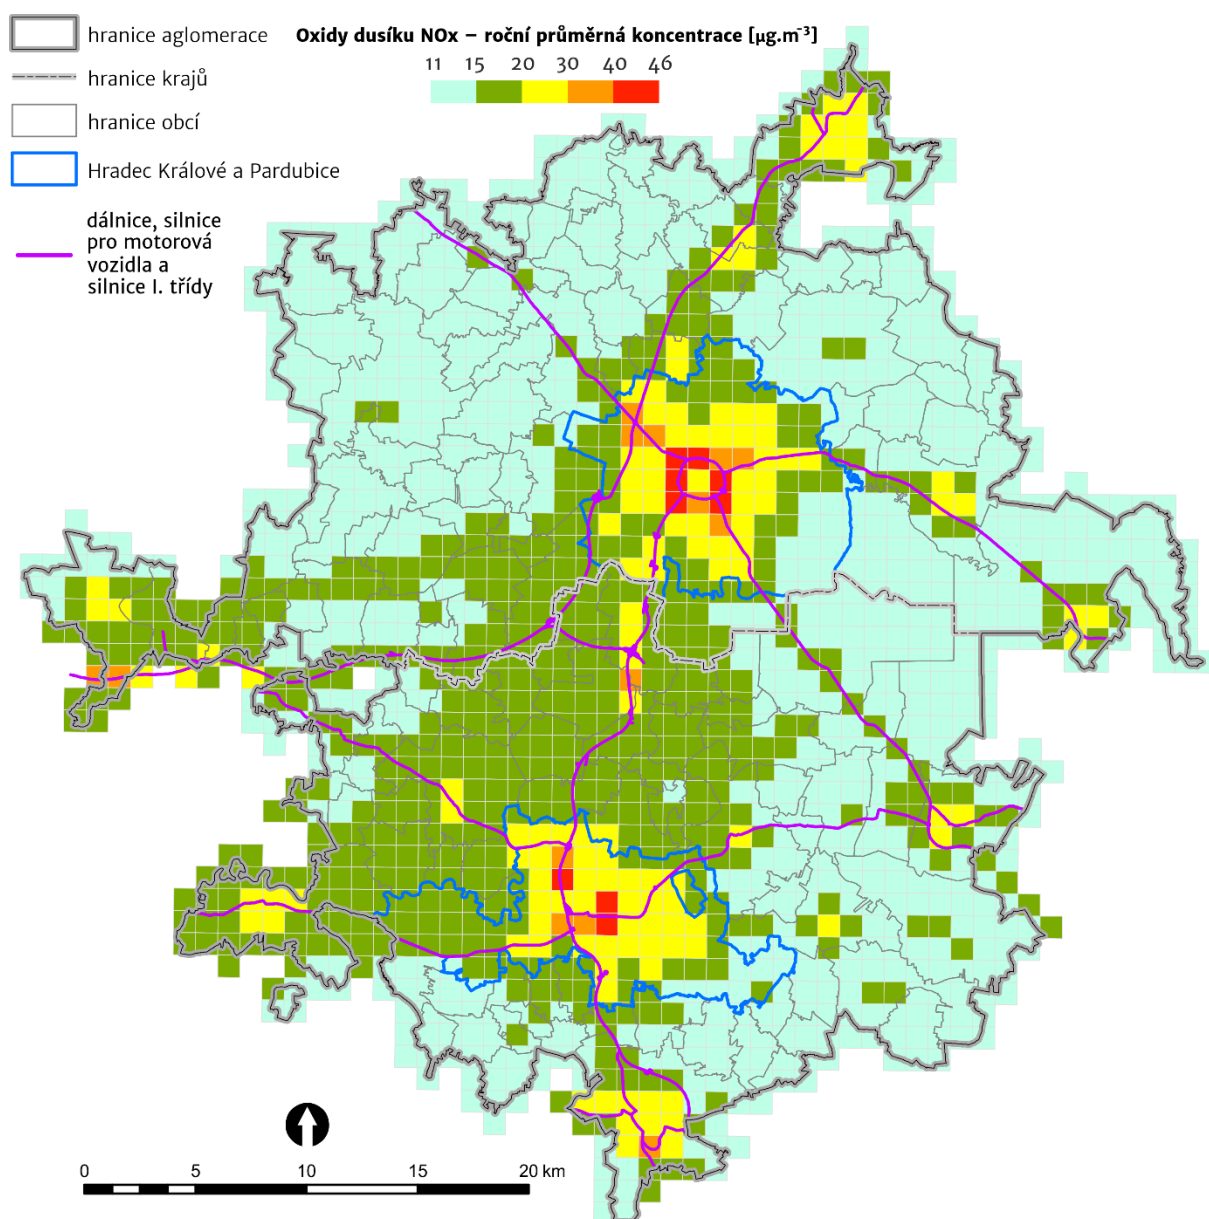 hranice aglomerace
hranice krajů
hranice obcí
Hradec Králové a Pardubice
dálnice, silnice
pro motorová
vozidla a
silnice I. třídy
Oxidy dusíku NOx – roční průměrná koncentrace [µg.m⁻³]
11 15 20 30 40 46
0 5 10 15 20 km